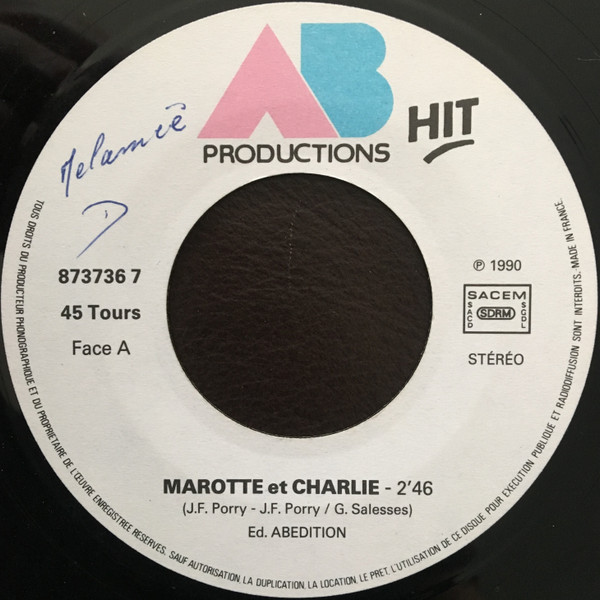 AB
HIT
PRODUCTIONS
Melanie
D
873736 7
45 Tours
Face A
℗ 1990
SACEM
SACD
SDRM
SGDL
STÉRÉO
MAROTTE et CHARLIE - 2'46
(J.F. Porry - J.F. Porry / G. Salesses)
Ed. ABEDITION
TOUS DROITS DU PRODUCTEUR PHONOGRAPHIQUE ET DU PROPRIETAIRE DE L'ŒUVRE ENREGISTREE RESERVES. SAUF AUTORISATION, LA DUPLICATION, LA LOCATION, LE PRET, L'UTILISATION DE CE DISQUE POUR EXECUTION PUBLIQUE ET RADIODIFFUSION SONT INTERDITS. MADE IN FRANCE.